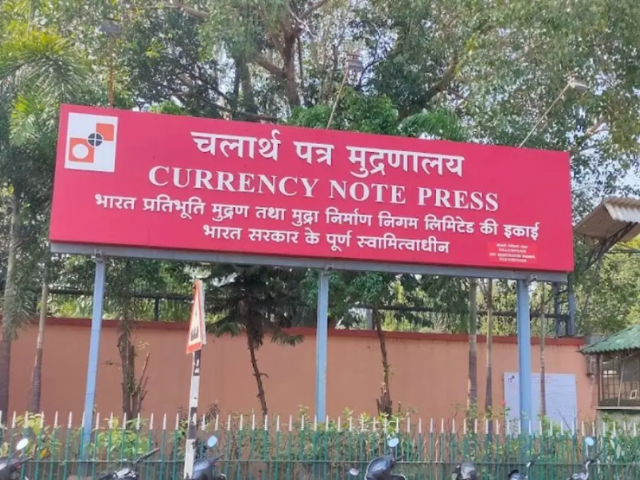 चलार्थ पत्र मुद्रणालय
CURRENCY NOTE PRESS
भारत प्रतिभूति मुद्रण तथा मुद्रा निर्माण निगम लिमिटेड की इकाई
भारत सरकार के पूर्ण स्वामित्वाधीन